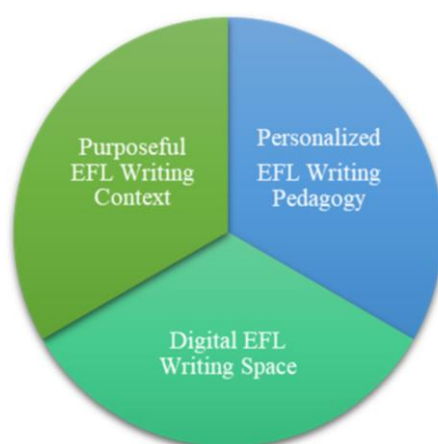 Purposeful
EFL Writing
Context
Personalized
EFL Writing
Pedagogy
Digital EFL
Writing Space